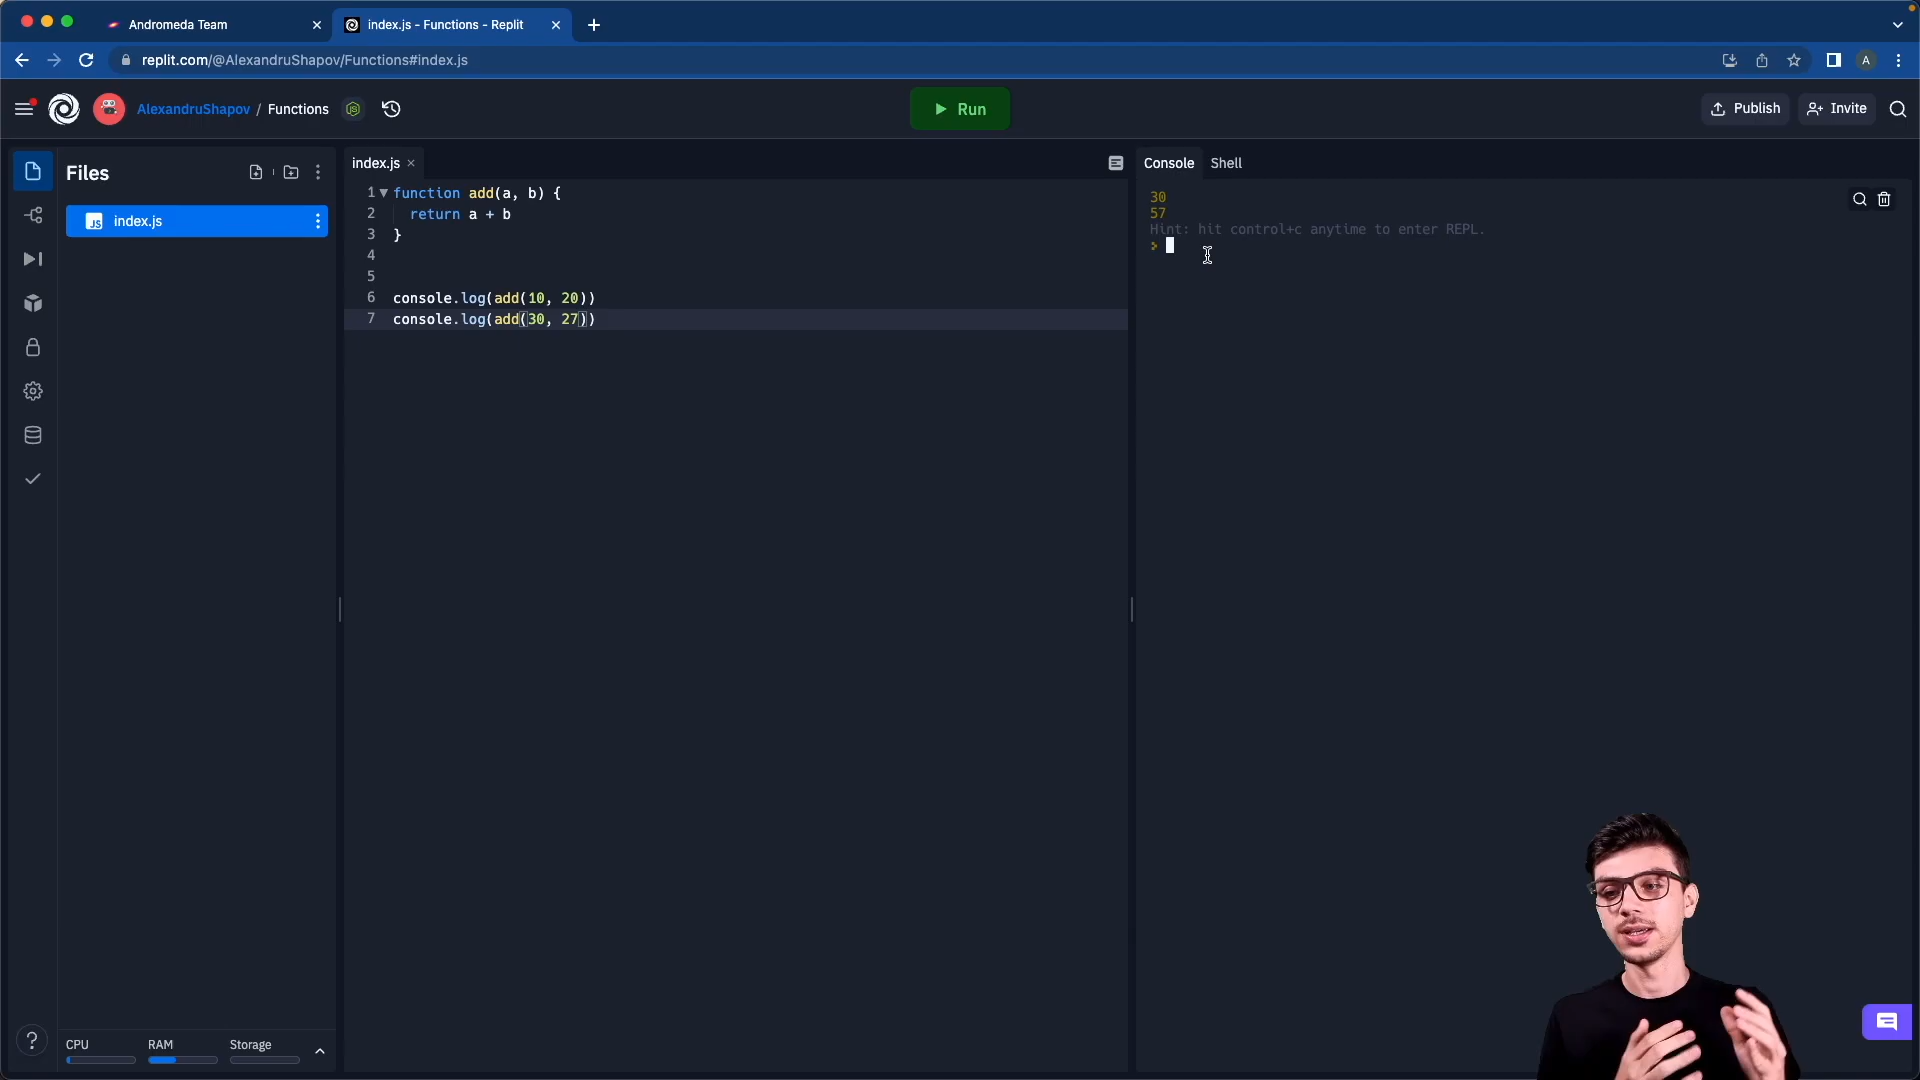 Andromeda Team
index.js - Functions - Replit
replit.com/@AlexandruShapov/Functions#index.js
A
AlexandruShapov / Functions
JS
Run
Publish
Invite
Files
JS
index.js
index.js
1 function add(a, b) {
2 return a + b
3 }
4
5
6 console.log(add(10, 20))
7 console.log(add(30, 27))
Console
Shell
30
57
Hint: hit control+c anytime to enter REPL.
?
CPU
RAM
Storage